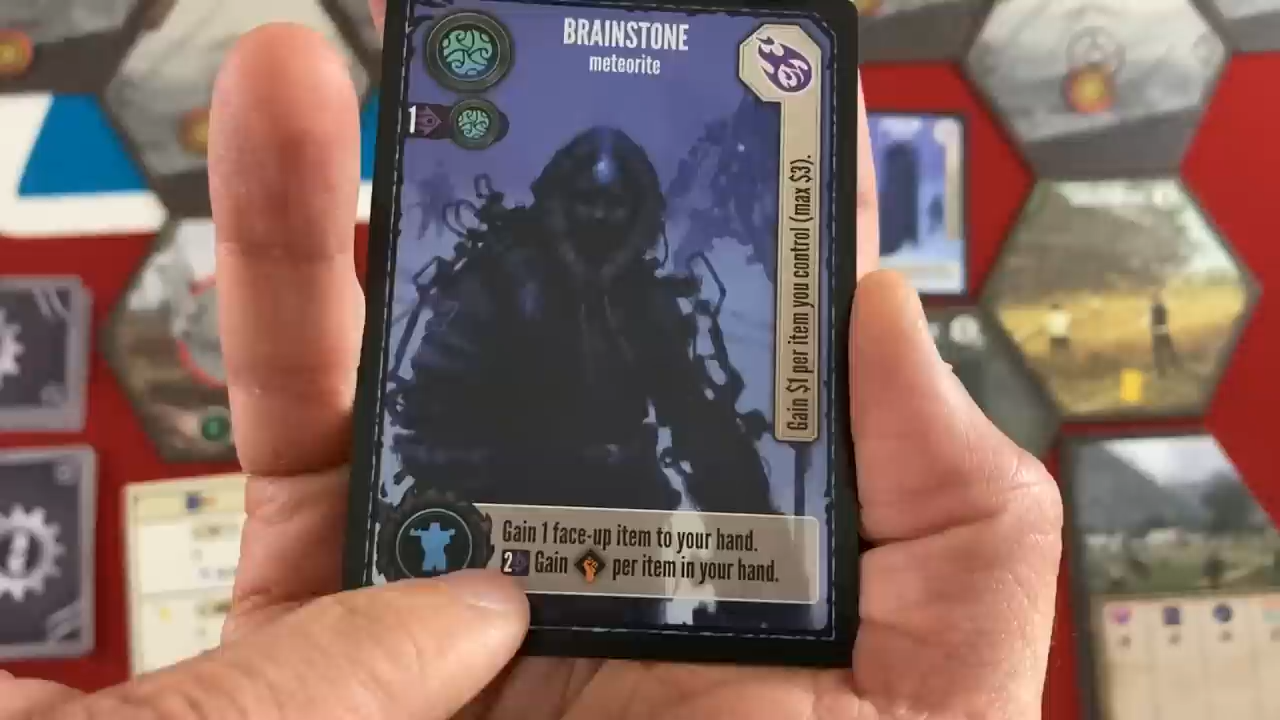 BRAINSTONE
meteorite
1
Gain $1 per item you control (max $3).
Gain 1 face-up item to your hand.
2 Gain per item in your hand.